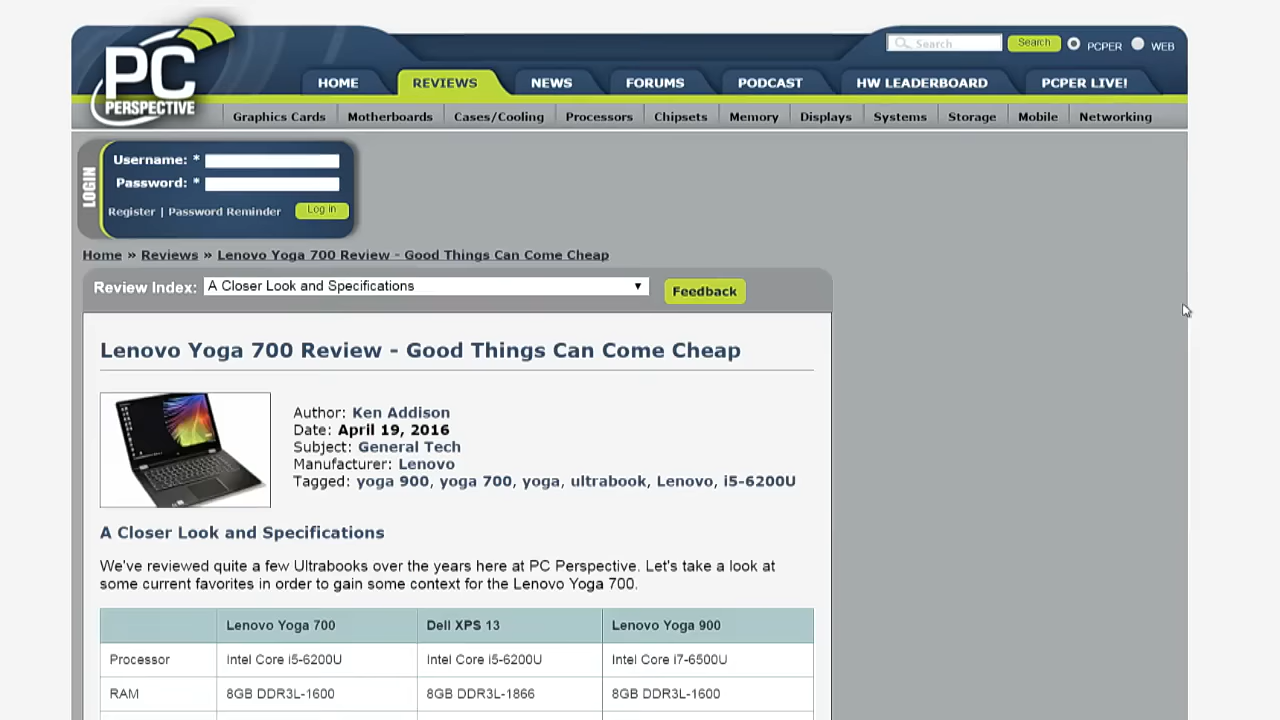 PC PERSPECTIVE
Search Search PCPER WEB
HOME REVIEWS NEWS FORUMS PODCAST HW LEADERBOARD PCPER LIVE!
Graphics Cards Motherboards Cases/Cooling Processors Chipsets Memory Displays Systems Storage Mobile Networking
LOGIN
Username: *
Password: *
Register | Password Reminder Log in
Home » Reviews » Lenovo Yoga 700 Review - Good Things Can Come Cheap
Review Index: A Closer Look and Specifications Feedback
Lenovo Yoga 700 Review - Good Things Can Come Cheap
Author: Ken Addison
Date: April 19, 2016
Subject: General Tech
Manufacturer: Lenovo
Tagged: yoga 900, yoga 700, yoga, ultrabook, Lenovo, i5-6200U
A Closer Look and Specifications
We've reviewed quite a few Ultrabooks over the years here at PC Perspective. Let's take a look at
some current favorites in order to gain some context for the Lenovo Yoga 700.
Lenovo Yoga 700 Dell XPS 13 Lenovo Yoga 900
Processor Intel Core i5-6200U Intel Core i5-6200U Intel Core i7-6500U
RAM 8GB DDR3L-1600 8GB DDR3L-1866 8GB DDR3L-1600